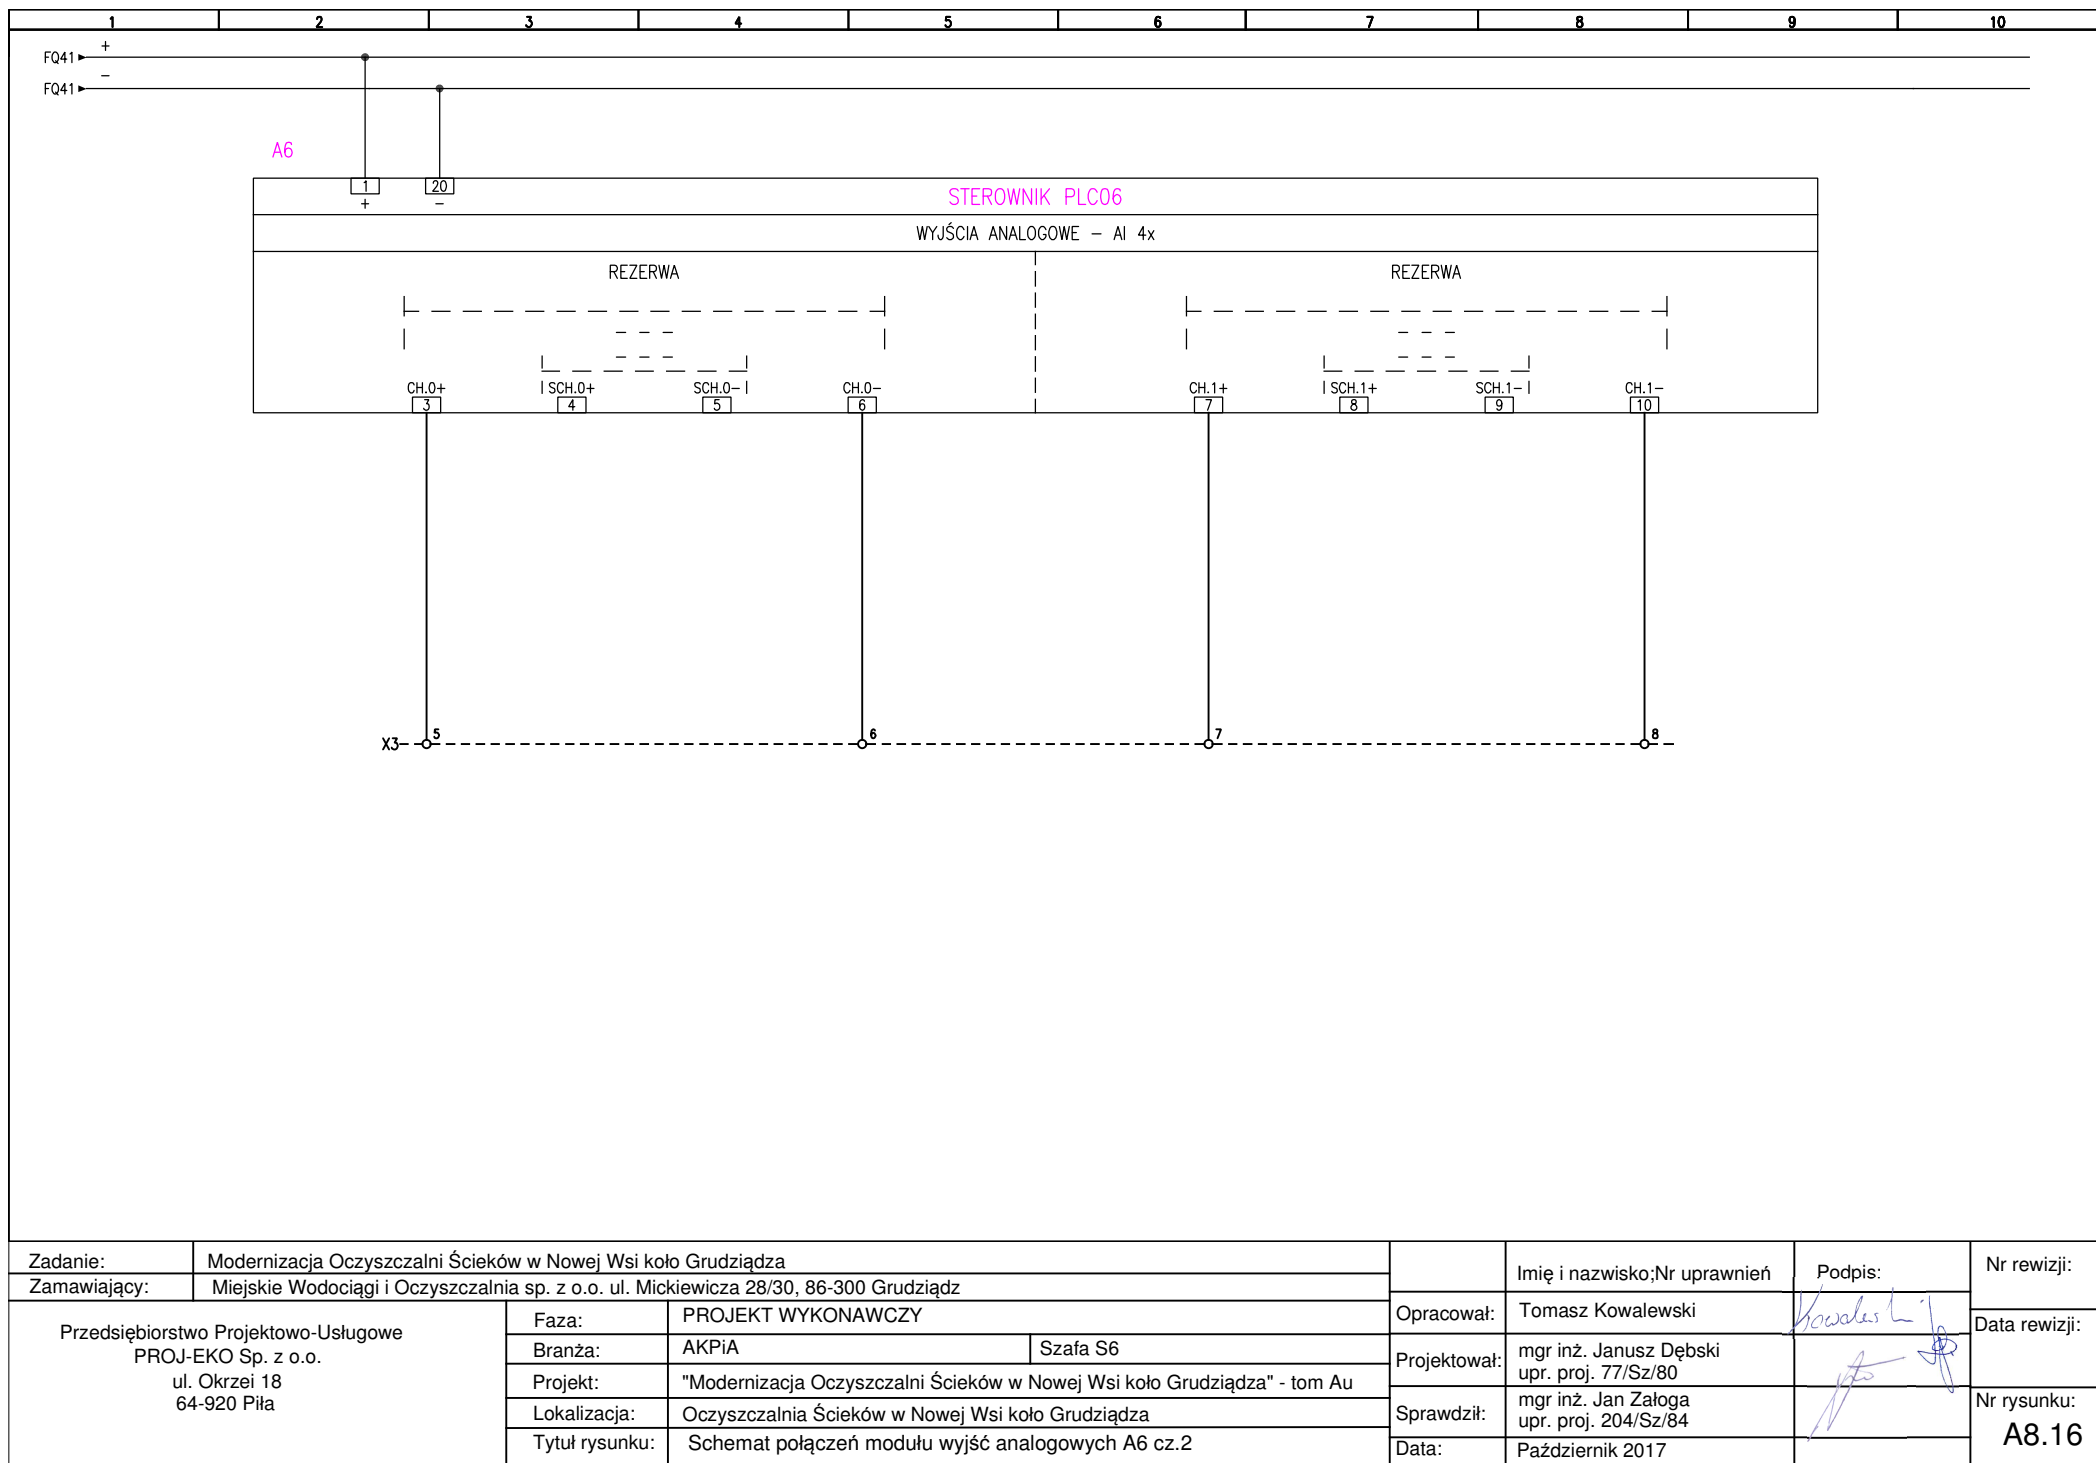 1 2 3 4 5 6 7 8 9 10
FQ41 +
FQ41 -
A6
1 20
+ -
STEROWNIK PLC06
WYJŚCIA ANALOGOWE - AI 4x
REZERWA REZERWA
CH.0+ SCH.0+ SCH.0- CH.0- CH.1+ SCH.1+ SCH.1- CH.1-
3 4 5 6 7 8 9 10
X3 5 6 7 8
Zadanie: Modernizacja Oczyszczalni Ścieków w Nowej Wsi koło Grudziądza
Zamawiający: Miejskie Wodociągi i Oczyszczalnia sp. z o.o. ul. Mickiewicza 28/30, 86-300 Grudziądz
Przedsiębiorstwo Projektowo-Usługowe
PROJ-EKO Sp. z o.o.
ul. Okrzei 18
64-920 Piła
Faza: PROJEKT WYKONAWCZY
Branża: AKPiA Szafa S6
Projekt: "Modernizacja Oczyszczalni Ścieków w Nowej Wsi koło Grudziądza" - tom Au
Lokalizacja: Oczyszczalnia Ścieków w Nowej Wsi koło Grudziądza
Tytuł rysunku: Schemat połączeń modułu wyjść analogowych A6 cz.2
Imię i nazwisko;Nr uprawnień Podpis:
Opracował: Tomasz Kowalewski
Projektował: mgr inż. Janusz Dębski
upr. proj. 77/Sz/80
Sprawdził: mgr inż. Jan Załoga
upr. proj. 204/Sz/84
Data: Październik 2017
Nr rewizji:
Data rewizji:
Nr rysunku:
A8.16